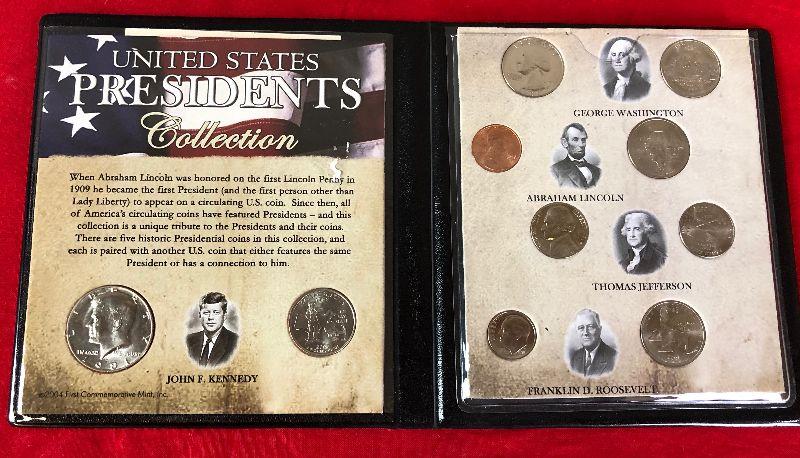 UNITED STATES
PRESIDENTS
Collection
When Abraham Lincoln was honored on the first Lincoln Penny in
1909 he became the first President (and the first person other than
Lady Liberty) to appear on a circulating U.S. coin. Since then, all
of America's circulating coins have featured Presidents – and this
collection is a unique tribute to the Presidents and their coins.
There are five historic Presidential coins in this collection, and
each is paired with another U.S. coin that either features the same
President or has a connection to him.
JOHN F. KENNEDY
©2004 First Commemorative Mint, Inc.
GEORGE WASHINGTON
ABRAHAM LINCOLN
THOMAS JEFFERSON
FRANKLIN D. ROOSEVELT